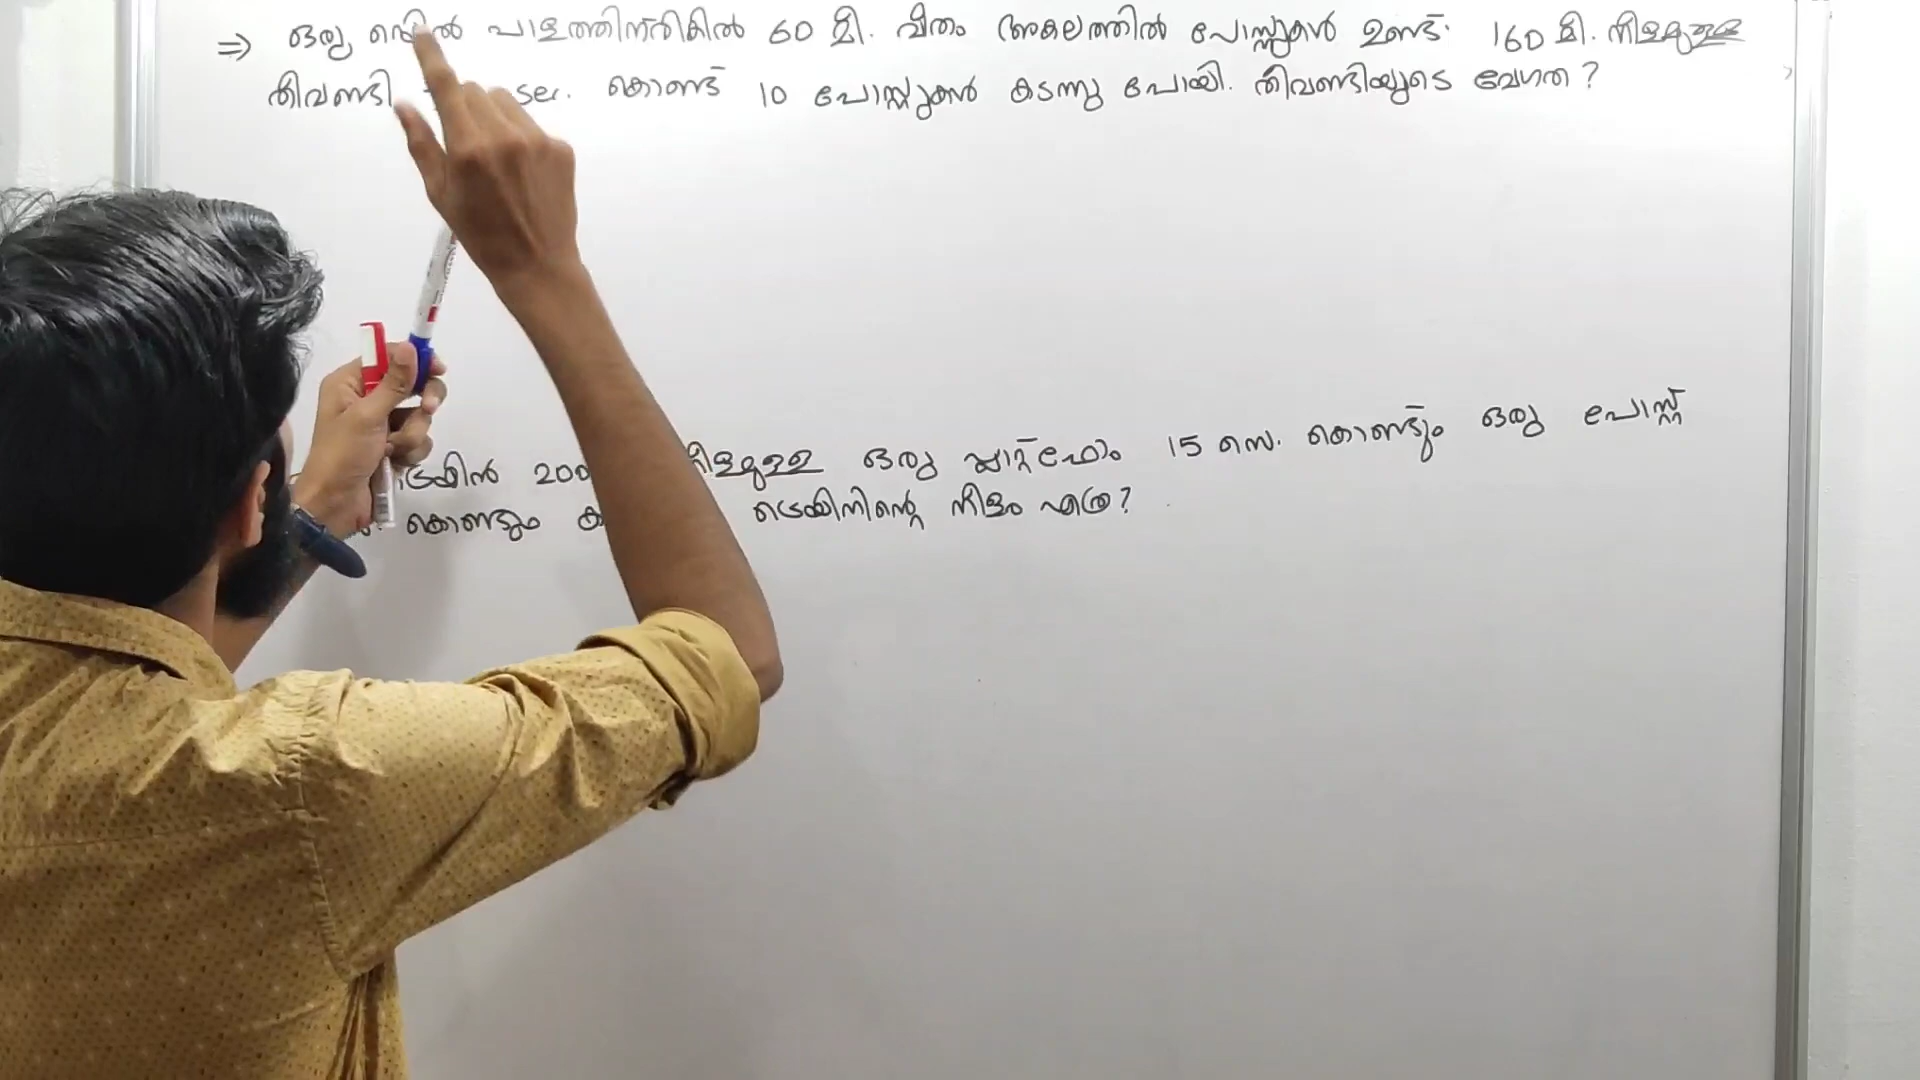 ⇒ ഒരു റെയിൽ പാളത്തിനരികിൽ 60 മീ. വീതം അകലത്തിൽ പോസ്റ്റുകൾ ഉണ്ട്. 160 മീ. നീളമുള്ള
തീവണ്ടി sec. കൊണ്ട് 10 പോസ്റ്റുകൾ കടന്നു പോയി. തീവണ്ടിയുടെ വേഗത ?
ട്രെയിൻ 200 നീളമുള്ള ഒരു പ്ലാറ്റ്ഫോം 15 സെ. കൊണ്ടും ഒരു പോസ്റ്റ്
കൊണ്ടും ട്രെയിനിന്റെ നീളം എത്ര ?